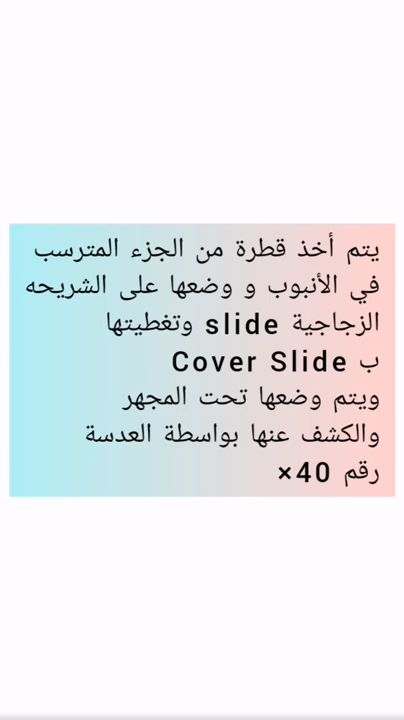 يتم أخذ قطرة من الجزء المترسب
في الأنبوب و وضعها على الشريحه
الزجاجية slide وتغطيتها
ب Cover Slide
ويتم وضعها تحت المجهر
والكشف عنها بواسطة العدسة
رقم 40×